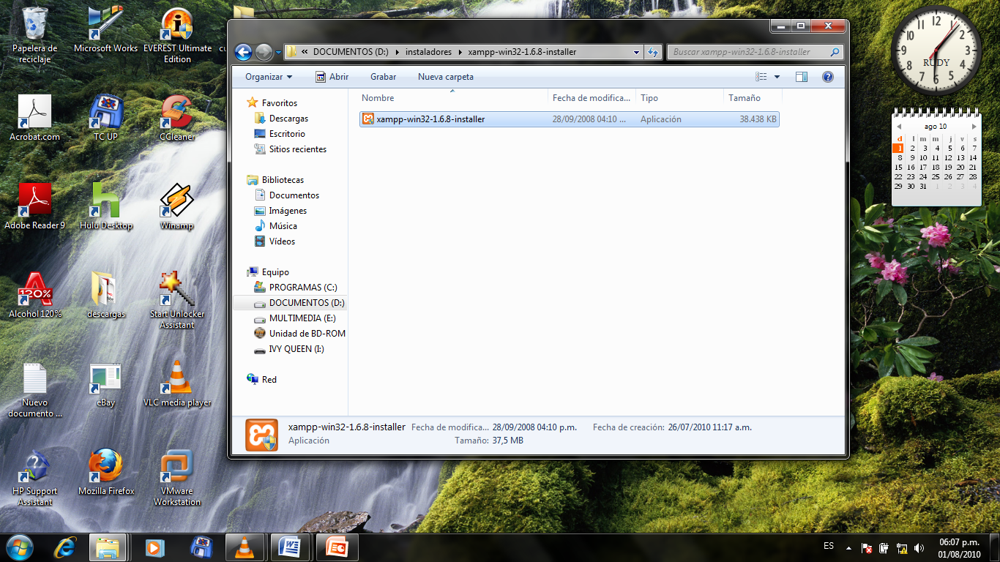 Papelera de
reciclaje
Microsoft Works
EVEREST Ultimate
Edition
Acrobat.com
TC UP
CCleaner
Adobe Reader 9
Hulu Desktop
Winamp
Alcohol 120%
descargas
Start Unlocker
Assistant
Nuevo
documento ...
eBay
VLC media player
HP Support
Assistant
Mozilla Firefox
VMware
Workstation
« DOCUMENTOS (D:) ▸ instaladores ▸ xampp-win32-1.6.8-installer
Buscar xampp-win32-1.6.8-installer
Organizar Abrir Grabar Nueva carpeta
Nombre Fecha de modifica... Tipo Tamaño
xampp-win32-1.6.8-installer 28/09/2008 04:10 ... Aplicación 38.438 KB
Favoritos
Descargas
Escritorio
Sitios recientes
Bibliotecas
Documentos
Imágenes
Música
Vídeos
Equipo
PROGRAMAS (C:)
DOCUMENTOS (D:)
MULTIMEDIA (E:)
Unidad de BD-ROM
IVY QUEEN (I:)
Red
xampp-win32-1.6.8-installer Fecha de modifica... 28/09/2008 04:10 p.m. Fecha de creación: 26/07/2010 11:17 a.m.
Aplicación Tamaño: 37,5 MB
12
1
2
3
4
5
6
7
8
9
10
11
RUDY
ago 10
d l m m j v s
1 2 3 4 5 6 7
8 9 10 11 12 13 14
15 16 17 18 19 20 21
22 23 24 25 26 27 28
29 30 31 1 2 3 4
ES
06:07 p.m.
01/08/2010